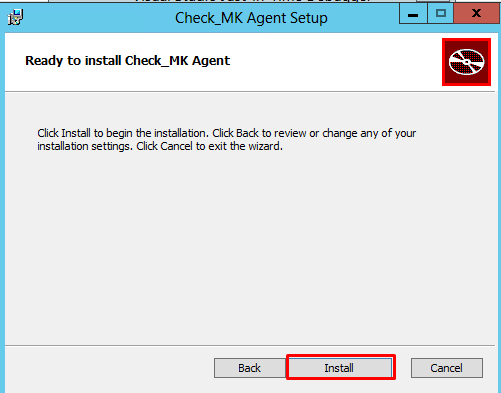 Check_MK Agent Setup
Ready to install Check_MK Agent
Click Install to begin the installation. Click Back to review or change any of your
installation settings. Click Cancel to exit the wizard.
Back
Install
Cancel